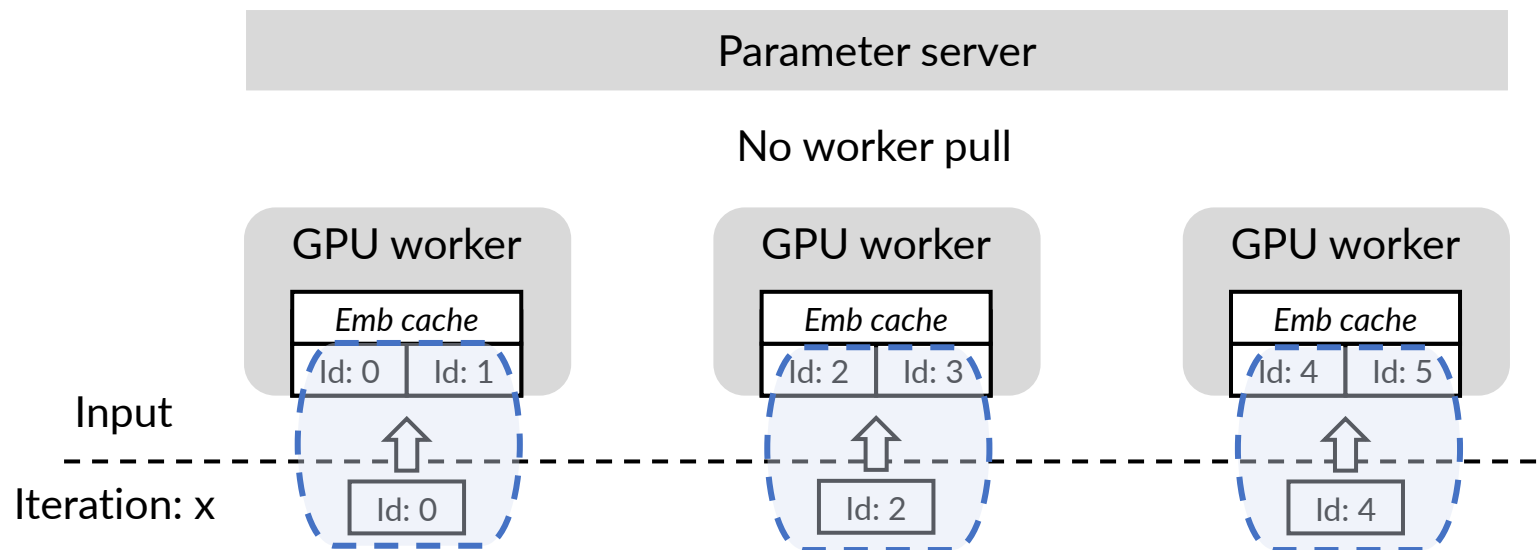 Parameter server
No worker pull
GPU worker GPU worker GPU worker
Emb cache Emb cache Emb cache
Id: 0 Id: 1 Id: 2 Id: 3 Id: 4 Id: 5
Input
Iteration: x Id: 0 Id: 2 Id: 4